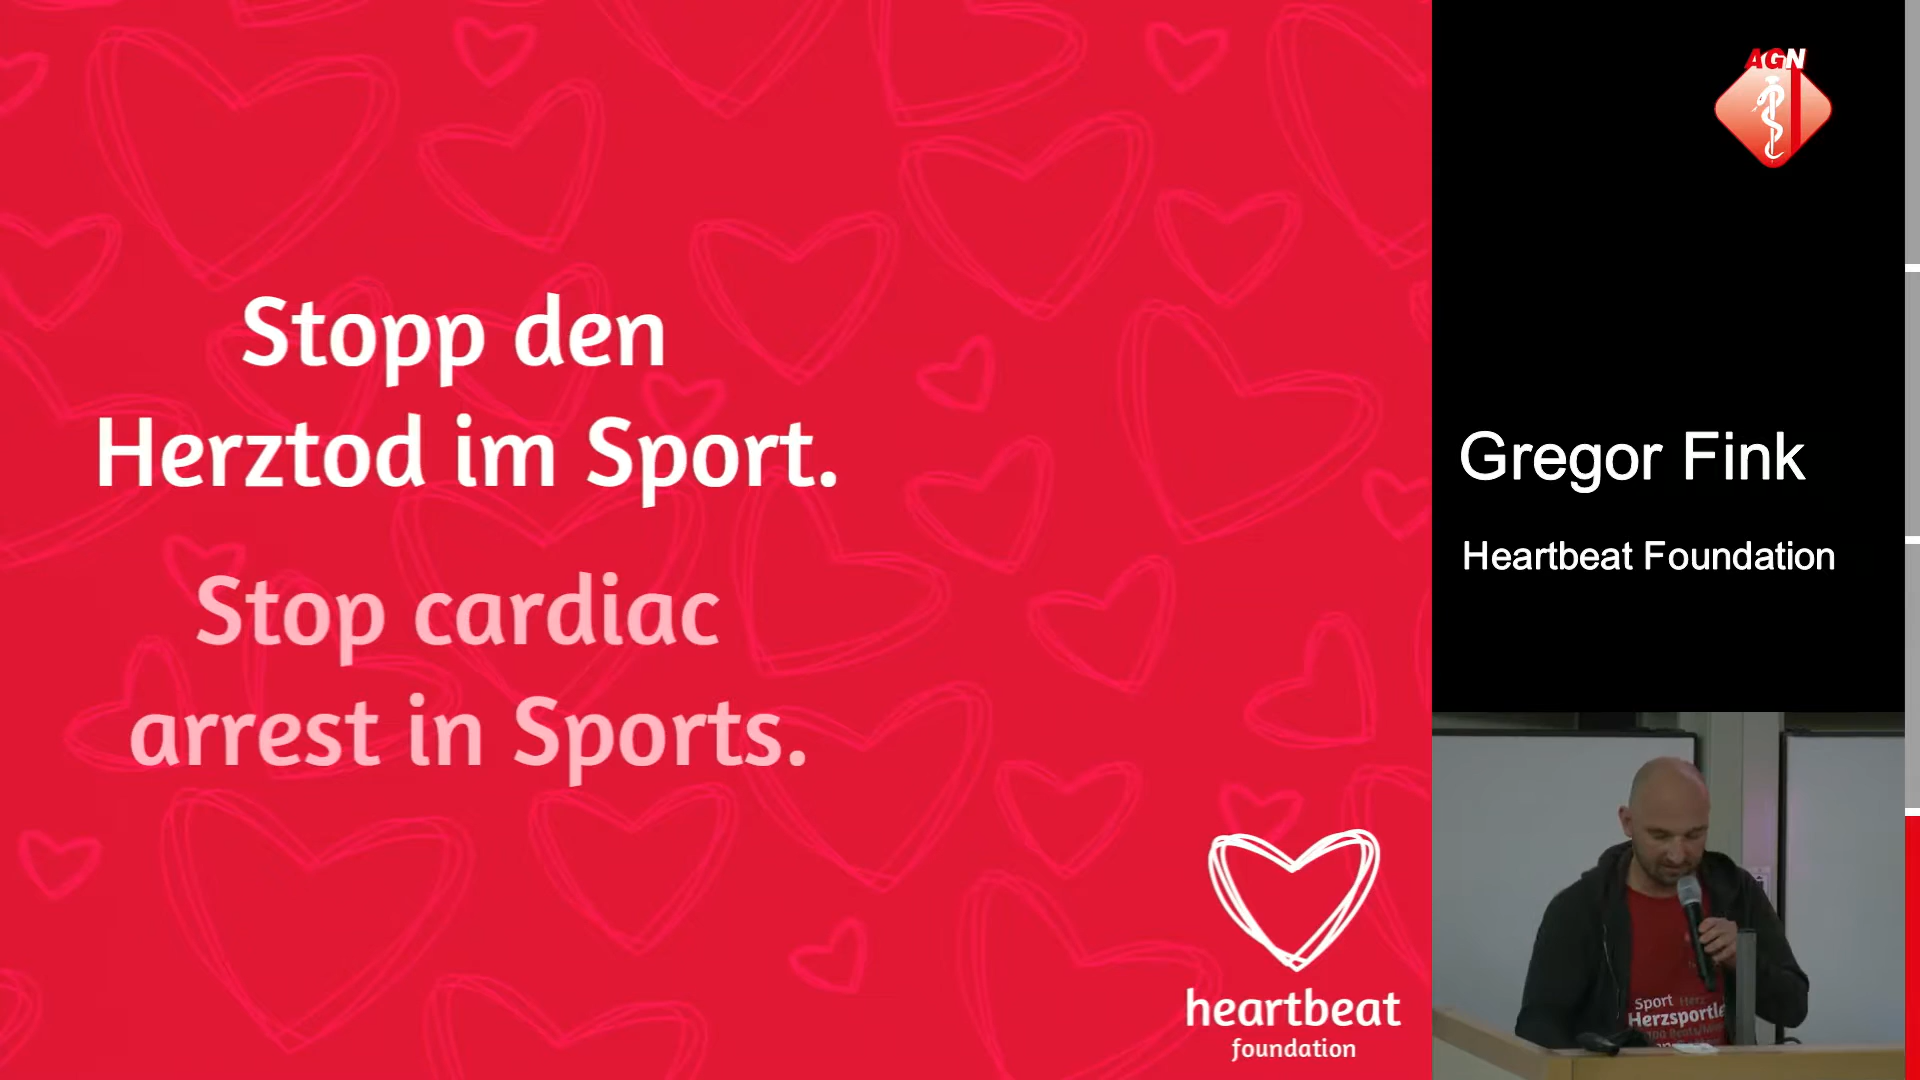 Stopp den
Herztod im Sport.
Stop cardiac
arrest in Sports.
heartbeat
foundation
AGN
Gregor Fink
Heartbeat Foundation
Sport Herz
Herzsportle